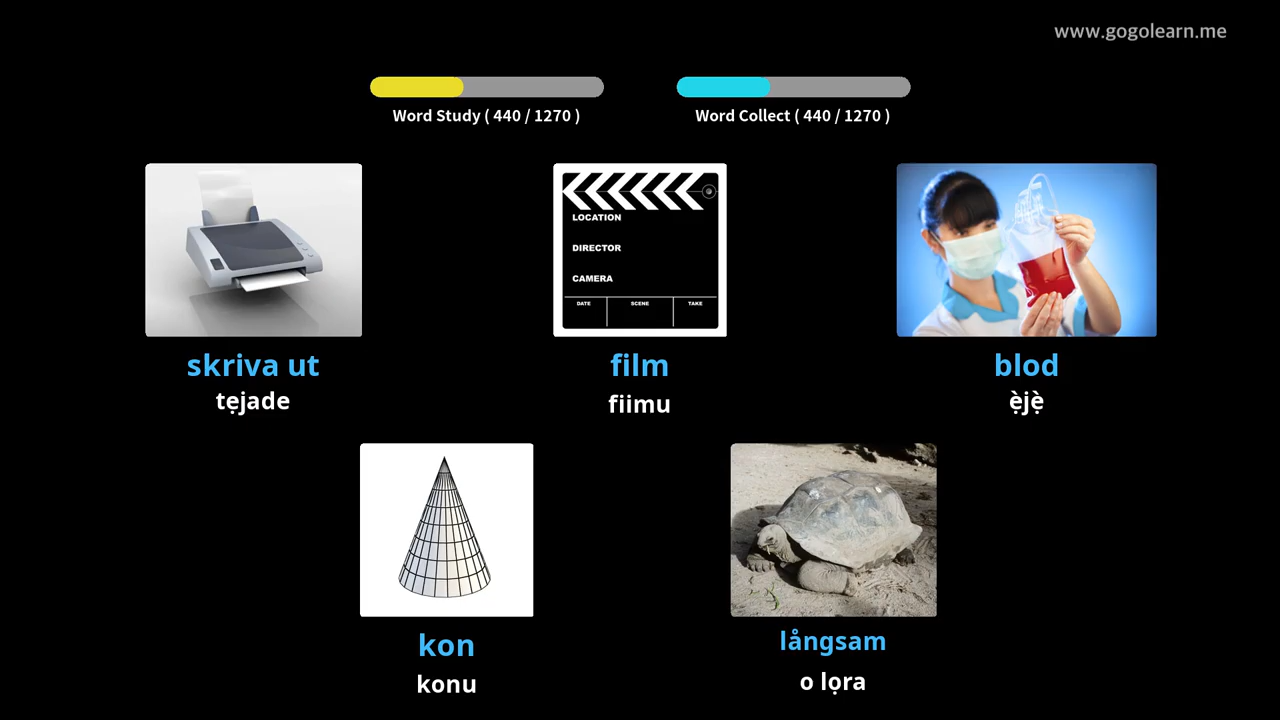 www.gogolearn.me
Word Study ( 440 / 1270 )
Word Collect ( 440 / 1270 )
LOCATION
DIRECTOR
CAMERA
DATE SCENE TAKE
skriva ut
tẹjade
film
fiimu
blod
ẹ̀jẹ̀
kon
konu
långsam
o lọra